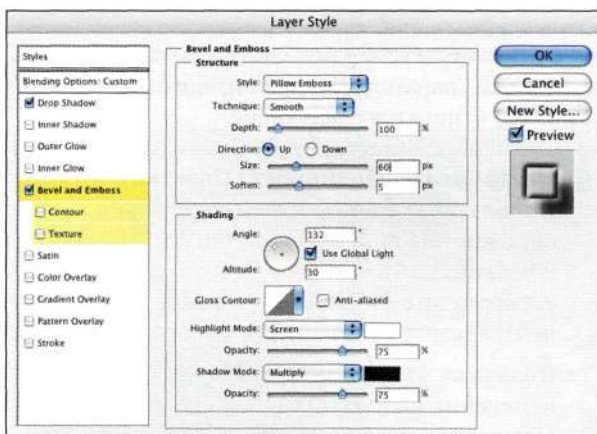 Layer Style
Styles
Blending Options: Custom
Drop Shadow
Inner Shadow
Outer Glow
Inner Glow
Bevel and Emboss
Contour
Texture
Satin
Color Overlay
Gradient Overlay
Pattern Overlay
Stroke
Bevel and Emboss
Structure
Style: Pillow Emboss
Technique: Smooth
Depth: 100 %
Direction: Up Down
Size: 60 px
Soften: 5 px
Shading
Angle: 132 °
Use Global Light
Altitude: 30 °
Gloss Contour: Anti-aliased
Highlight Mode: Screen
Opacity: 75 %
Shadow Mode: Multiply
Opacity: 75 %
OK
Cancel
New Style...
Preview